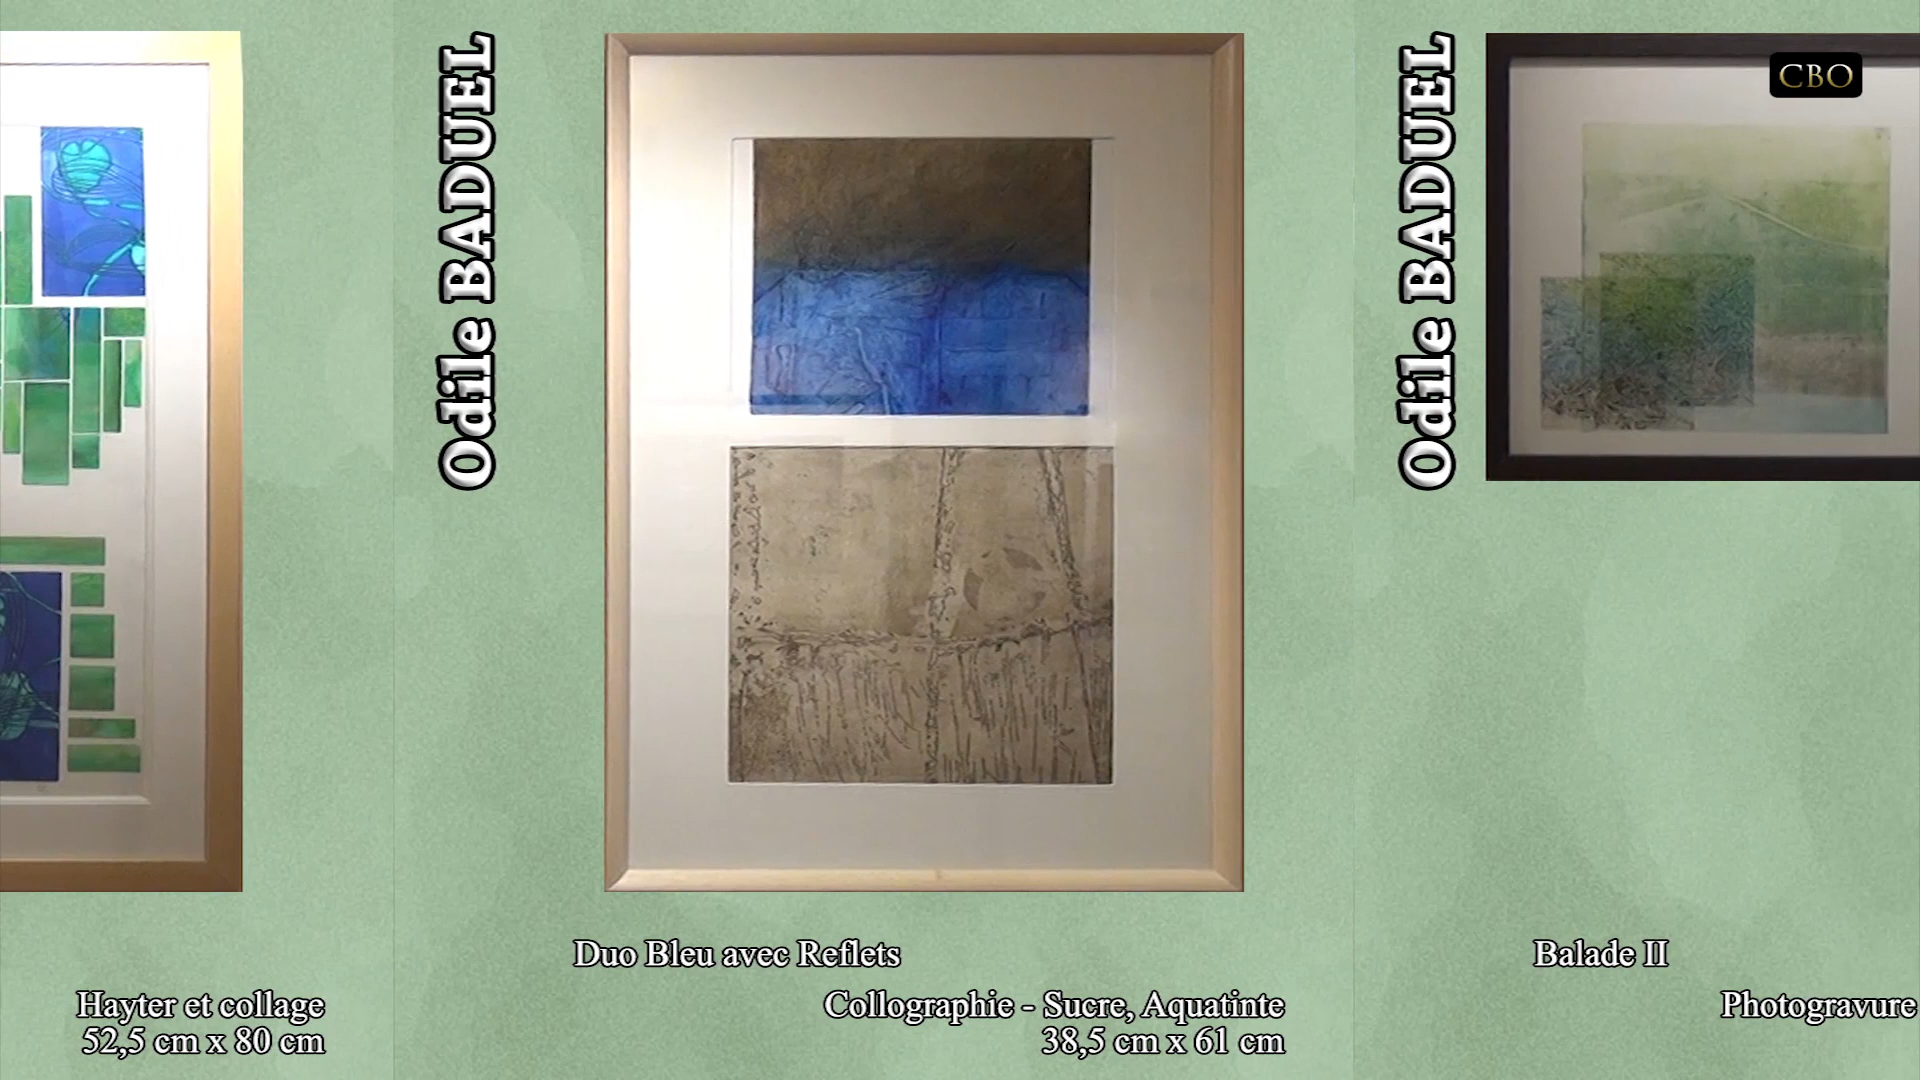 Odile BADUEL
Odile BADUEL
CBO
Duo Bleu avec Reflets
Balade II
Hayter et collage
52,5 cm x 80 cm
Collographie - Sucre, Aquatinte
38,5 cm x 61 cm
Photogravure